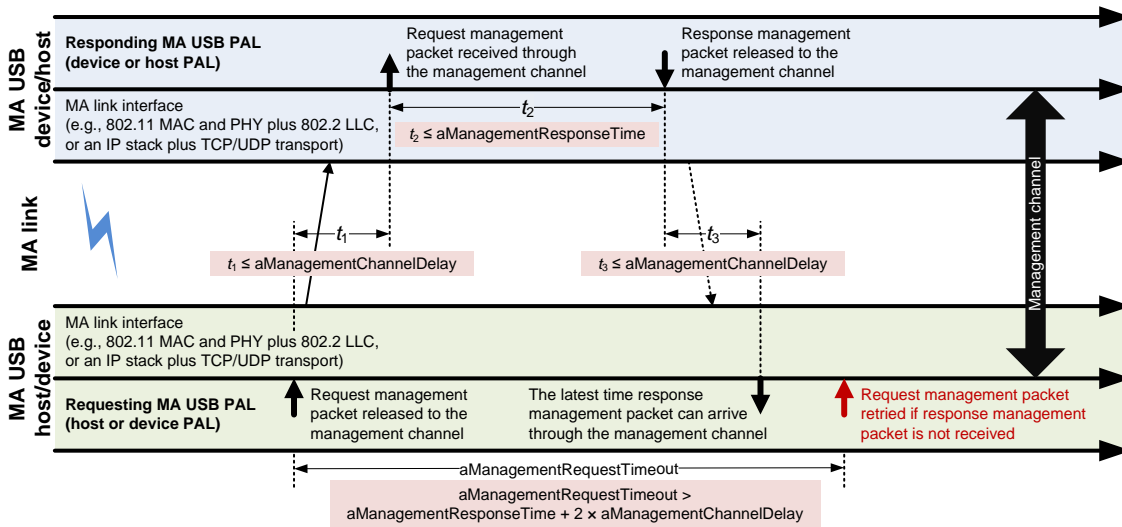 MA USB
device/host
Responding MA USB PAL
(device or host PAL)
Request management
packet received through
the management channel
Response management
packet released to the
management channel
MA link interface
(e.g., 802.11 MAC and PHY plus 802.2 LLC,
or an IP stack plus TCP/UDP transport)
t2
t2 ≤ aManagementResponseTime
Management channel
MA link
t1
t1 ≤ aManagementChannelDelay
t3
t3 ≤ aManagementChannelDelay
MA USB
host/device
MA link interface
(e.g., 802.11 MAC and PHY plus 802.2 LLC,
or an IP stack plus TCP/UDP transport)
Requesting MA USB PAL
(host or device PAL)
Request management
packet released to the
management channel
The latest time response
management packet can arrive
through the management channel
Request management packet
retried if response management
packet is not received
aManagementRequestTimeout
aManagementRequestTimeout >
aManagementResponseTime + 2 × aManagementChannelDelay